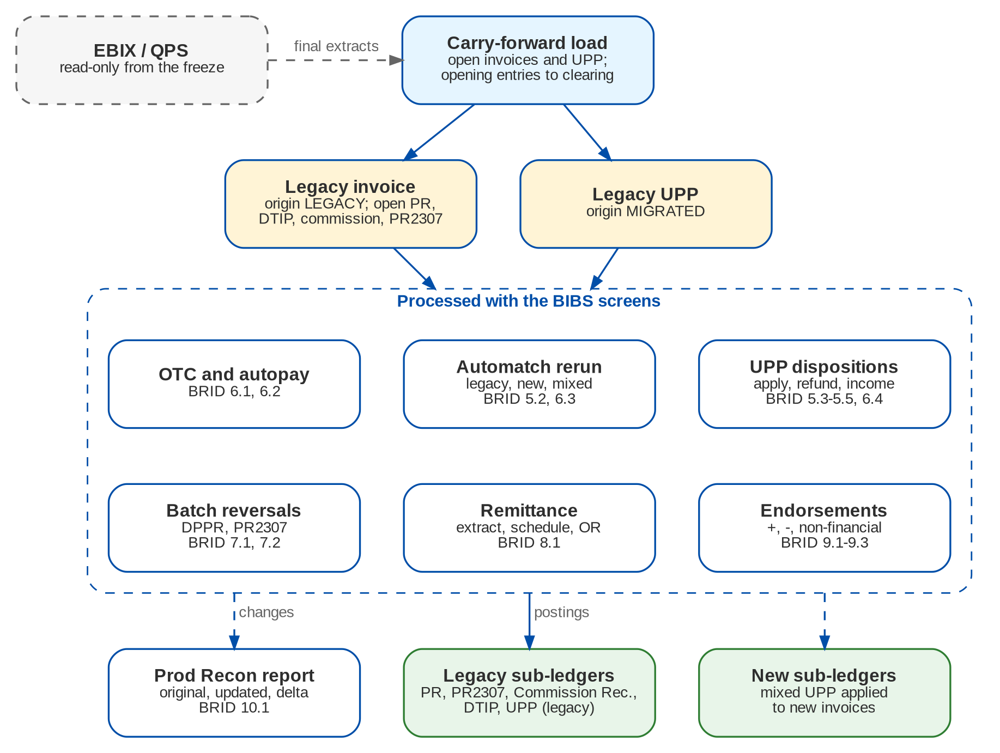 EBIX / QPS
read-only from the freeze
final extracts
Carry-forward load
open invoices and UPP;
opening entries to clearing
Legacy invoice
origin LEGACY; open PR,
DTIP, commission, PR2307
Legacy UPP
origin MIGRATED
Processed with the BIBS screens
OTC and autopay
BRID 6.1, 6.2
Automatch rerun
legacy, new, mixed
BRID 5.2, 6.3
UPP dispositions
apply, refund, income
BRID 5.3-5.5, 6.4
Batch reversals
DPPR, PR2307
BRID 7.1, 7.2
Remittance
extract, schedule, OR
BRID 8.1
Endorsements
+, -, non-financial
BRID 9.1-9.3
changes
postings
Prod Recon report
original, updated, delta
BRID 10.1
Legacy sub-ledgers
PR, PR2307, Commission Rec.,
DTIP, UPP (legacy)
New sub-ledgers
mixed UPP applied
to new invoices